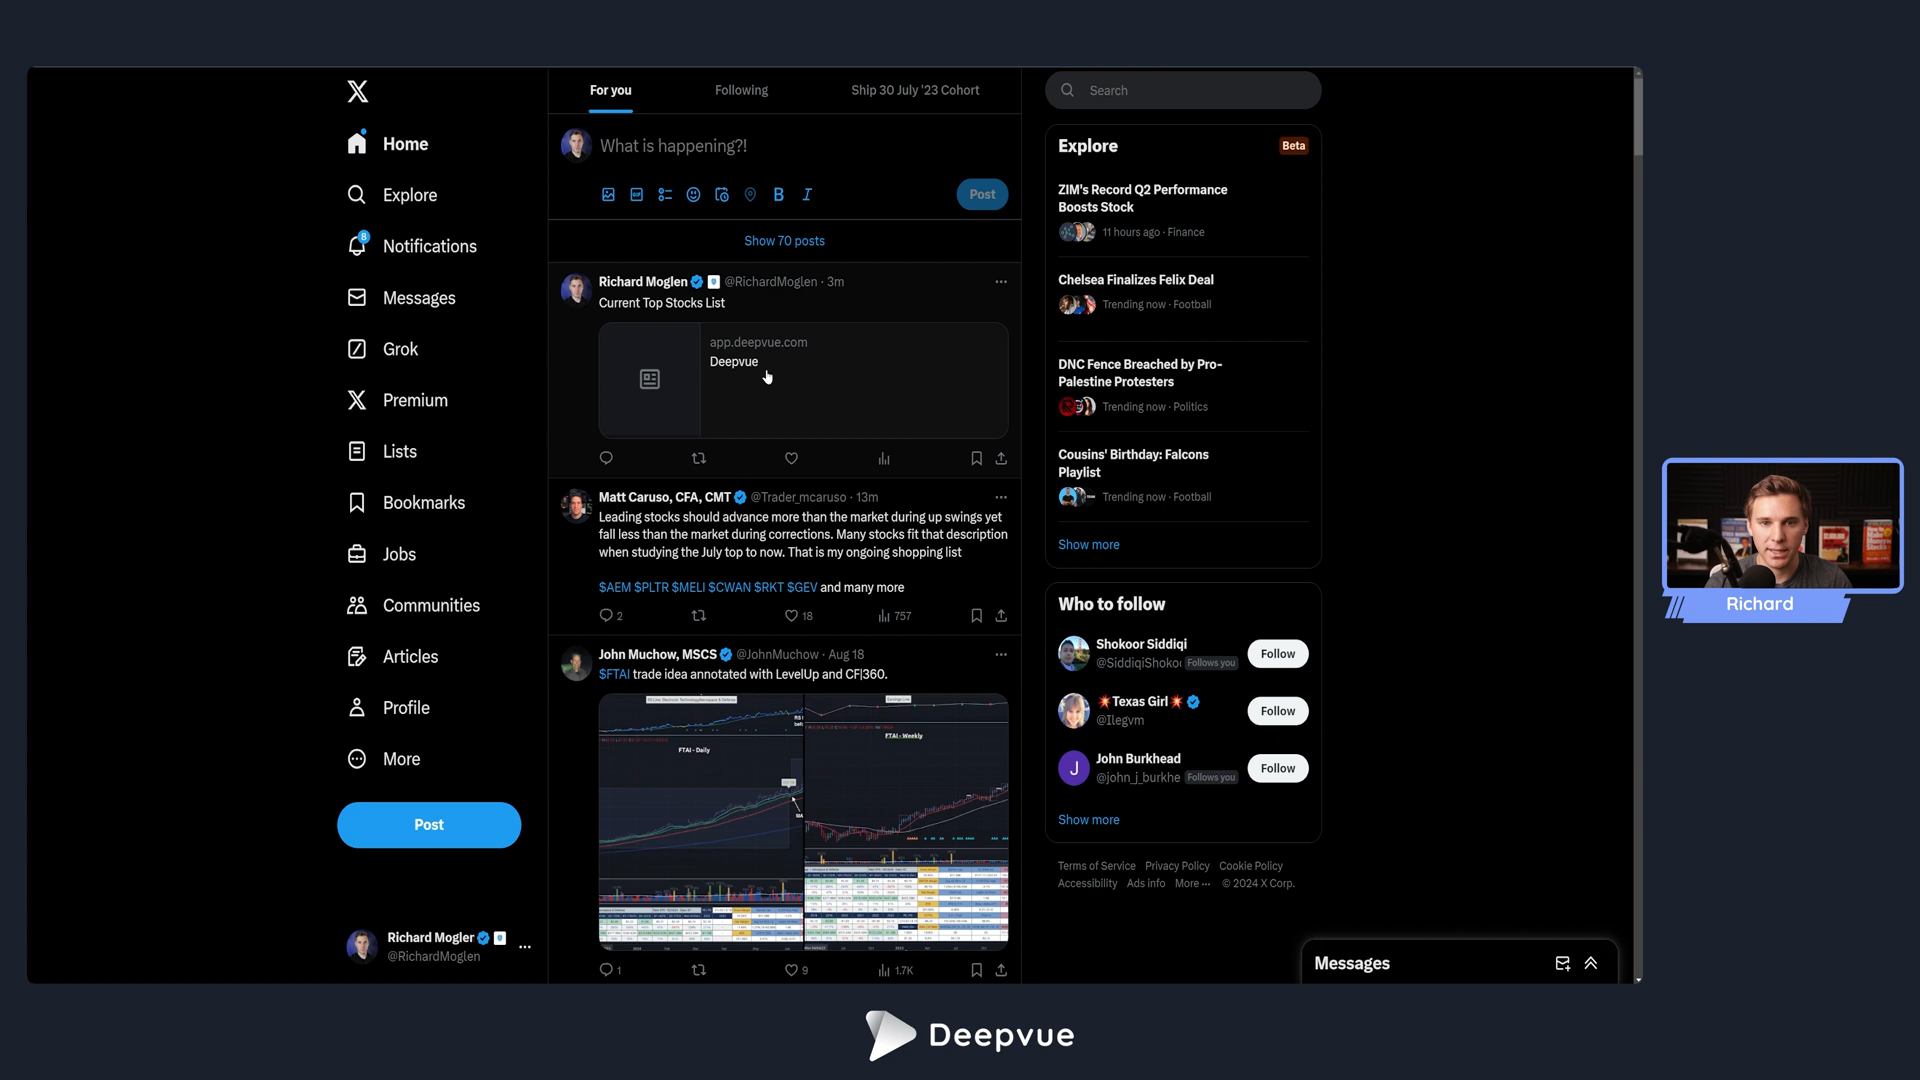 Home
Explore
8
Notifications
Messages
Grok
Premium
Lists
Bookmarks
Jobs
Communities
Articles
Profile
More
Post
Richard Mogler
@RichardMoglen
For you
Following
Ship 30 July '23 Cohort
What is happening?!
GIF
B
I
Post
Show 70 posts
Richard Moglen @RichardMoglen · 3m
Current Top Stocks List
app.deepvue.com
Deepvue
Matt Caruso, CFA, CMT @Trader_mcaruso · 13m
Leading stocks should advance more than the market during up swings yet
fall less than the market during corrections. Many stocks fit that description
when studying the July top to now. That is my ongoing shopping list
$AEM $PLTR $MELI $CWAN $RKT $GEV and many more
2
18
757
John Muchow, MSCS @JohnMuchow · Aug 18
$FTAI trade idea annotated with LevelUp and CF|360.
FTAI - Daily
FTAI - Weekly
1
9
1.7K
Search
Explore
Beta
ZIM's Record Q2 Performance
Boosts Stock
11 hours ago · Finance
Chelsea Finalizes Felix Deal
Trending now · Football
DNC Fence Breached by Pro-
Palestine Protesters
Trending now · Politics
Cousins' Birthday: Falcons
Playlist
Trending now · Football
Show more
Who to follow
Shokoor Siddiqi
@SiddiqiShoko
Follows you
Follow
Texas Girl
@Ilegvm
Follow
J
John Burkhead
@john_j_burkhe
Follows you
Follow
Show more
Terms of Service Privacy Policy Cookie Policy
Accessibility Ads info More ··· © 2024 X Corp.
Messages
Richard
Deepvue